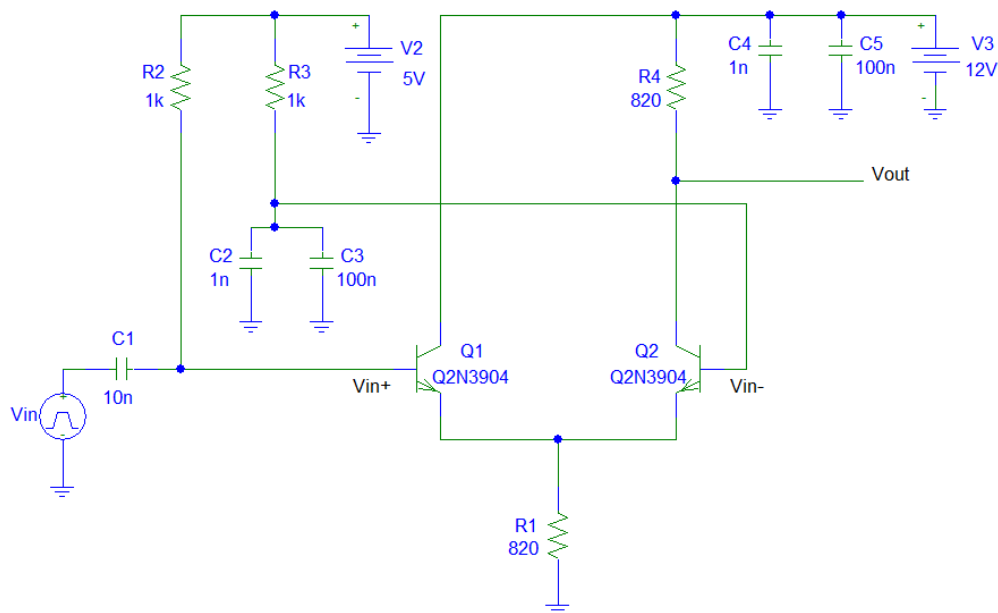 +
V2
5V
-
R2
1k
R3
1k
R4
820
C4
1n
C5
100n
+
V3
12V
-
Vout
C2
1n
C3
100n
C1
10n
Vin
+
-
Vin+
Q1
Q2N3904
Q2
Q2N3904
Vin-
R1
820